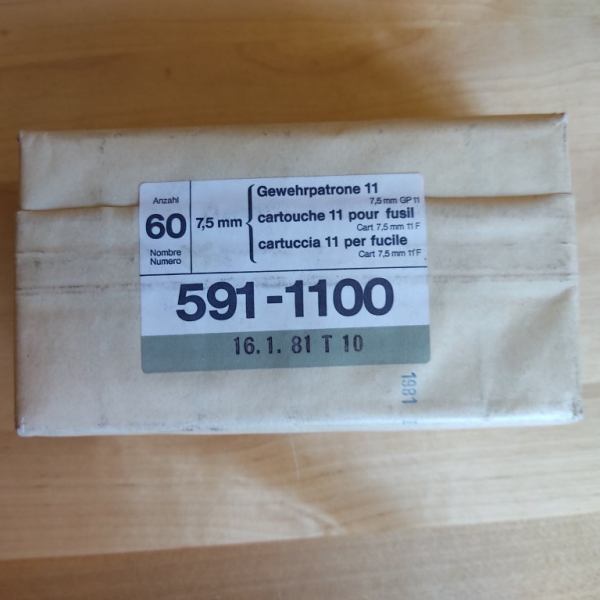 Anzahl
60
Nombre
Numero
7,5 mm
Gewehrpatrone 11
7,5 mm GP 11
cartouche 11 pour fusil
Cart 7,5 mm 11 F
cartuccia 11 per fucile
Cart 7,5 mm 11 F
591-1100
16.1.81 T 10
1981